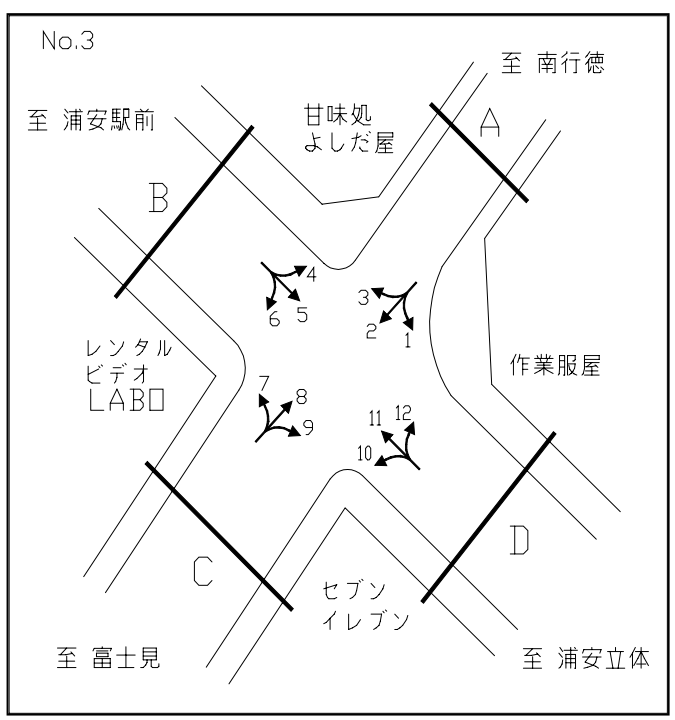 No.3
至 南行徳
至 浦安駅前
甘味処
よしだ屋
A
B
4
5
6
3
2
1
レンタル
ビデオ
LABO
作業服屋
7
8
9
12
11
10
D
C
セブン
イレブン
至 富士見
至 浦安立体